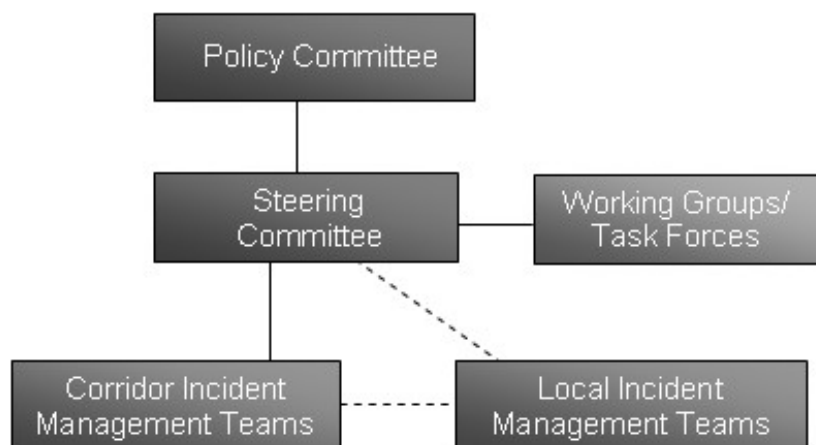 Policy Committee
Steering
Committee
Working Groups/
Task Forces
Corridor Incident
Management Teams
Local Incident
Management Teams